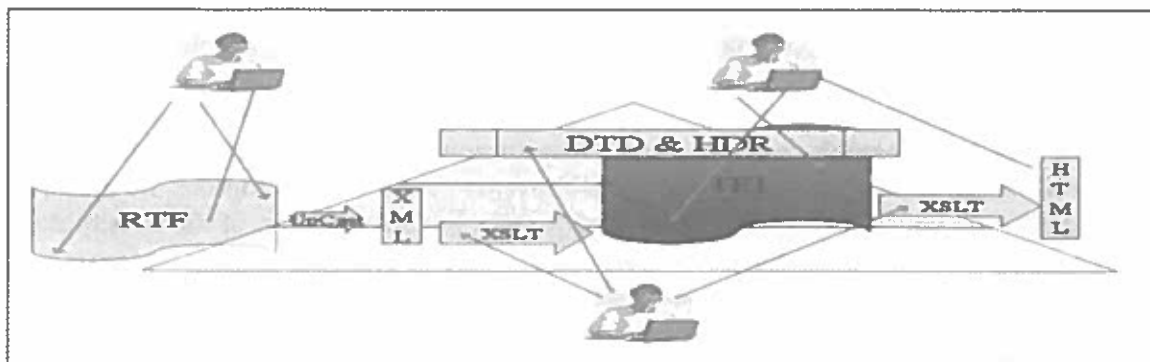 DTD & HDR
RTF
XML
XSLT
TEI
XSLT
HTML